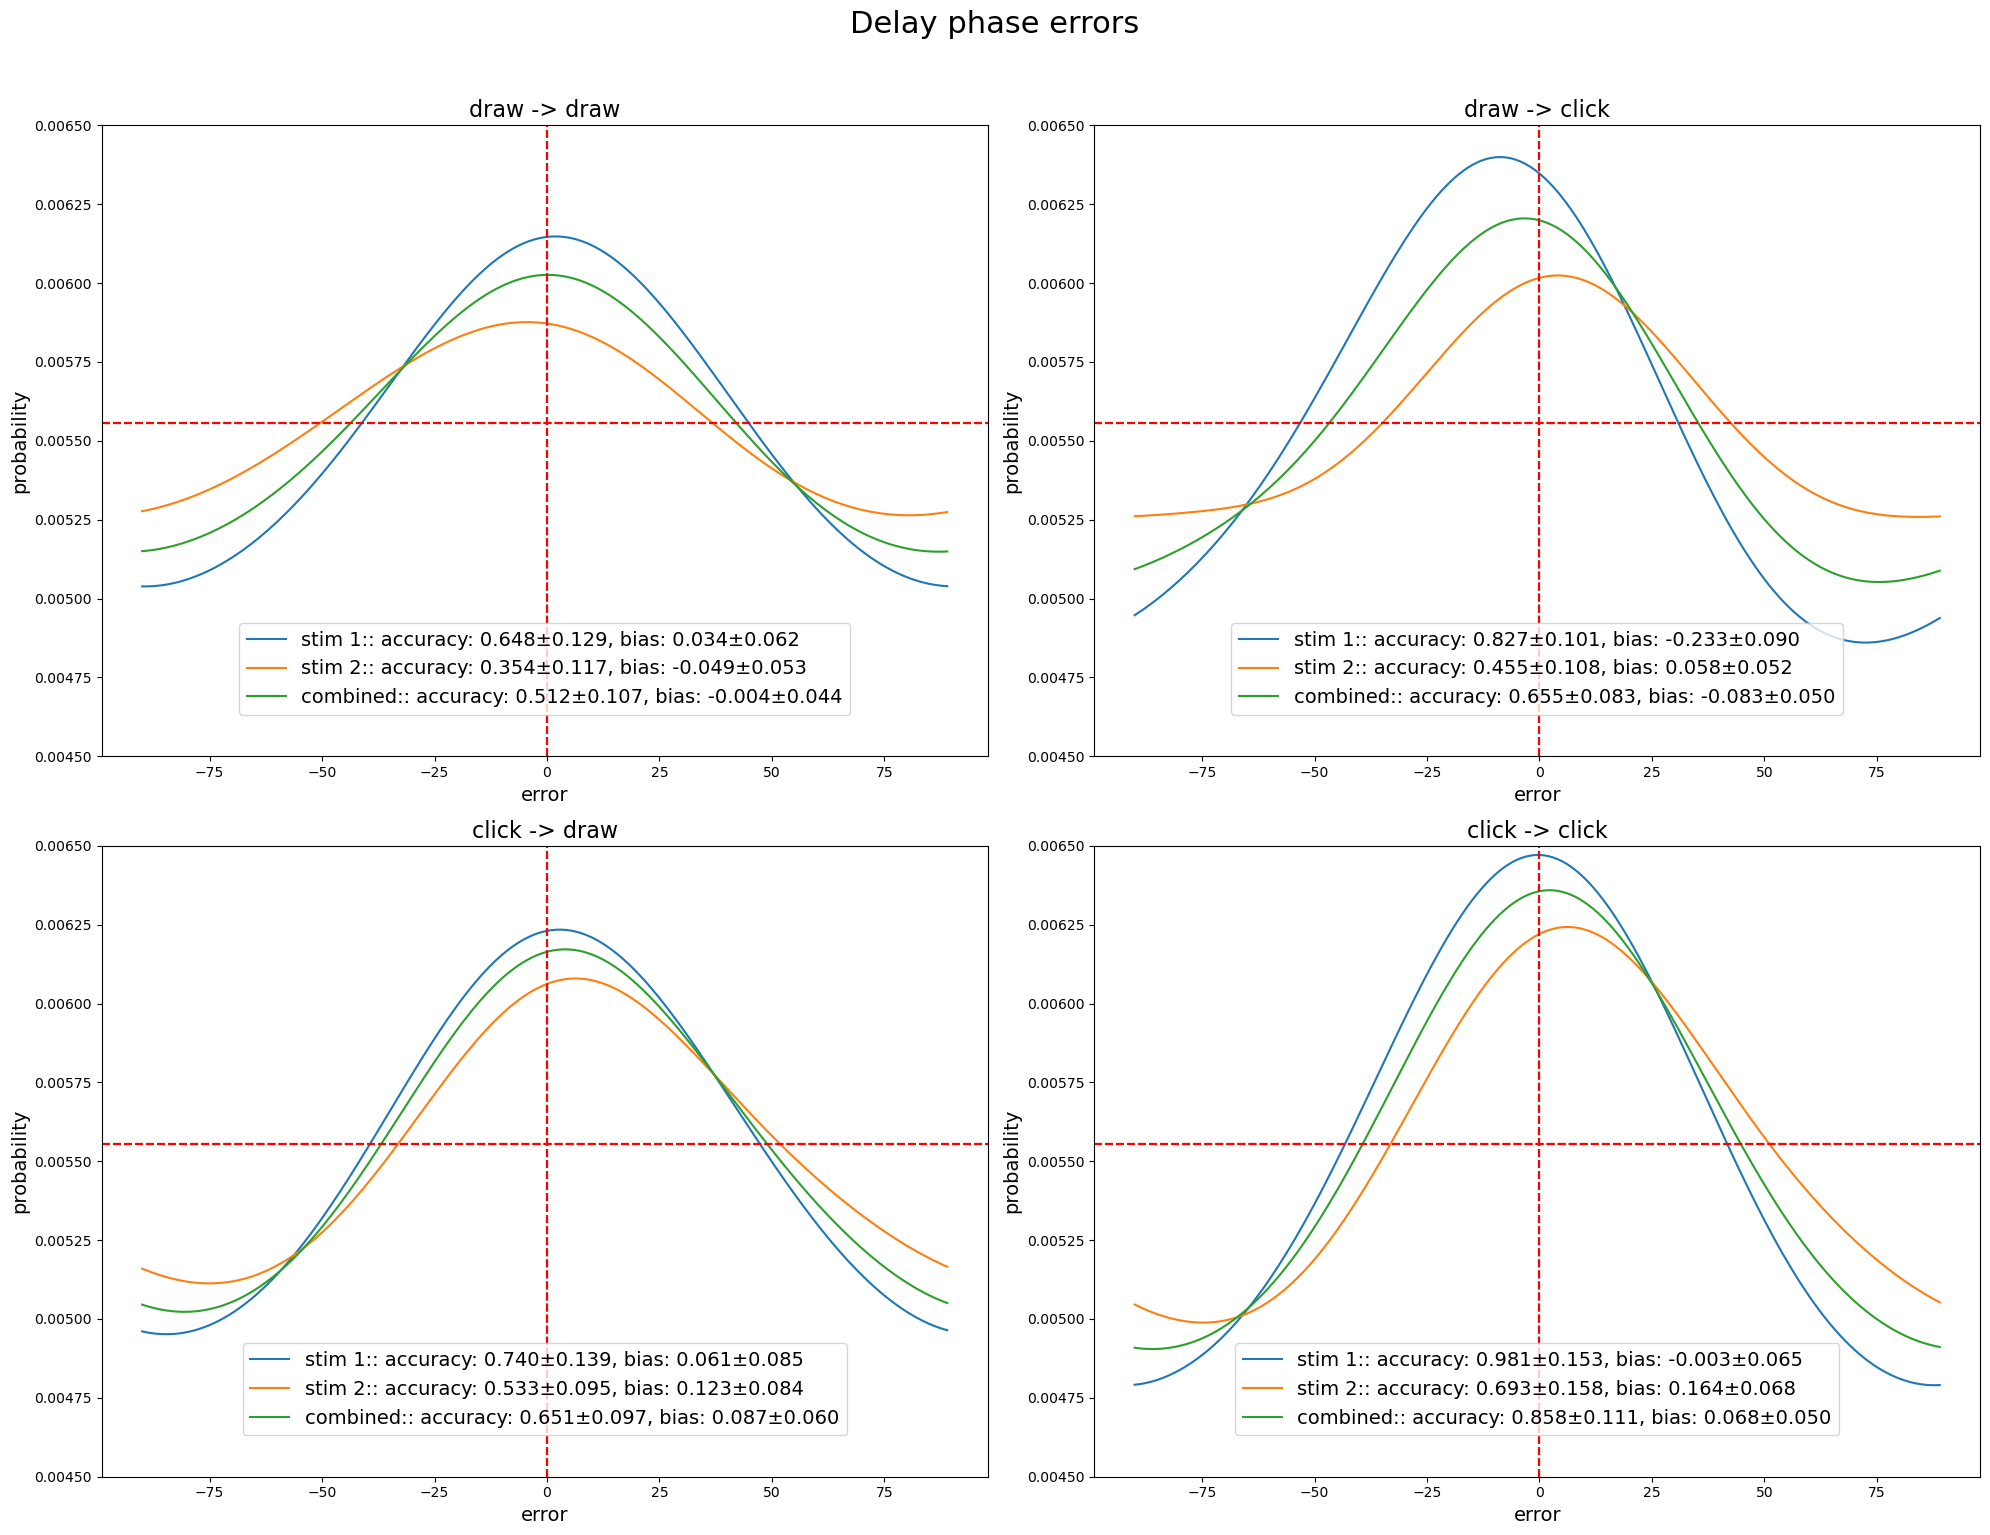 Delay phase errors
draw -> draw
0.00650
0.00625
0.00600
0.00575
0.00550
0.00525
0.00500
0.00475
0.00450
probability
stim 1:: accuracy: 0.648±0.129, bias: 0.034±0.062
stim 2:: accuracy: 0.354±0.117, bias: -0.049±0.053
combined:: accuracy: 0.512±0.107, bias: -0.004±0.044
−75 −50 −25 0 25 50 75
error
draw -> click
0.00650
0.00625
0.00600
0.00575
0.00550
0.00525
0.00500
0.00475
0.00450
probability
stim 1:: accuracy: 0.827±0.101, bias: -0.233±0.090
stim 2:: accuracy: 0.455±0.108, bias: 0.058±0.052
combined:: accuracy: 0.655±0.083, bias: -0.083±0.050
−75 −50 −25 0 25 50 75
error
click -> draw
0.00650
0.00625
0.00600
0.00575
0.00550
0.00525
0.00500
0.00475
0.00450
probability
stim 1:: accuracy: 0.740±0.139, bias: 0.061±0.085
stim 2:: accuracy: 0.533±0.095, bias: 0.123±0.084
combined:: accuracy: 0.651±0.097, bias: 0.087±0.060
−75 −50 −25 0 25 50 75
error
click -> click
0.00650
0.00625
0.00600
0.00575
0.00550
0.00525
0.00500
0.00475
0.00450
probability
stim 1:: accuracy: 0.981±0.153, bias: -0.003±0.065
stim 2:: accuracy: 0.693±0.158, bias: 0.164±0.068
combined:: accuracy: 0.858±0.111, bias: 0.068±0.050
−75 −50 −25 0 25 50 75
error